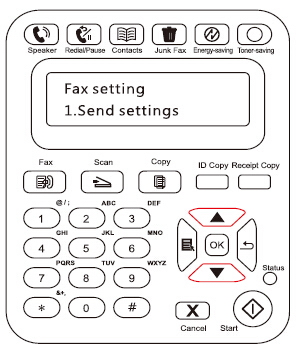 Speaker Redial/Pause Contacts Junk Fax Energy-saving Toner-saving
Fax setting
1.Send settings
Fax Scan Copy ID Copy Receipt Copy
@/: ABC DEF
1 2 3
GHI JKL MNO
4 5 6 OK
PQRS TUV WXYZ
7 8 9 Status
&+,
* 0 # X
Cancel Start